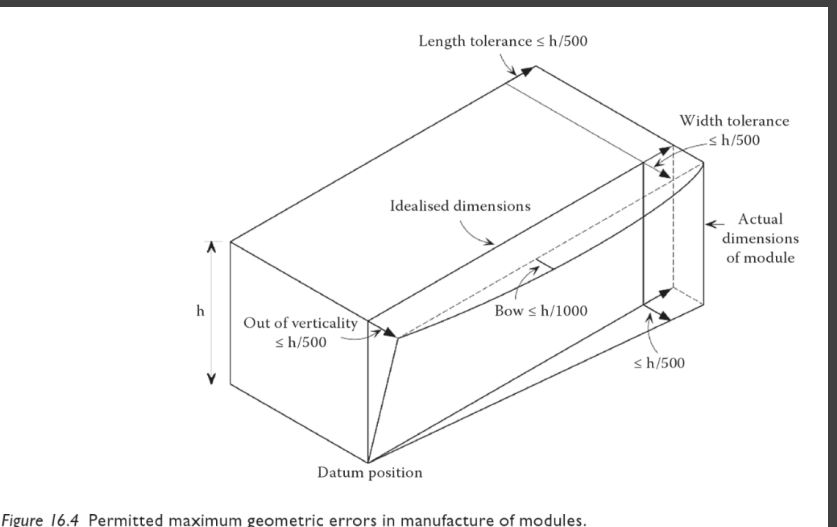 Length tolerance ≤ h/500
Width tolerance
≤ h/500
Idealised dimensions
Actual
dimensions
of module
h
Out of verticality
≤ h/500
Bow ≤ h/1000
≤ h/500
Datum position
Figure 16.4 Permitted maximum geometric errors in manufacture of modules.